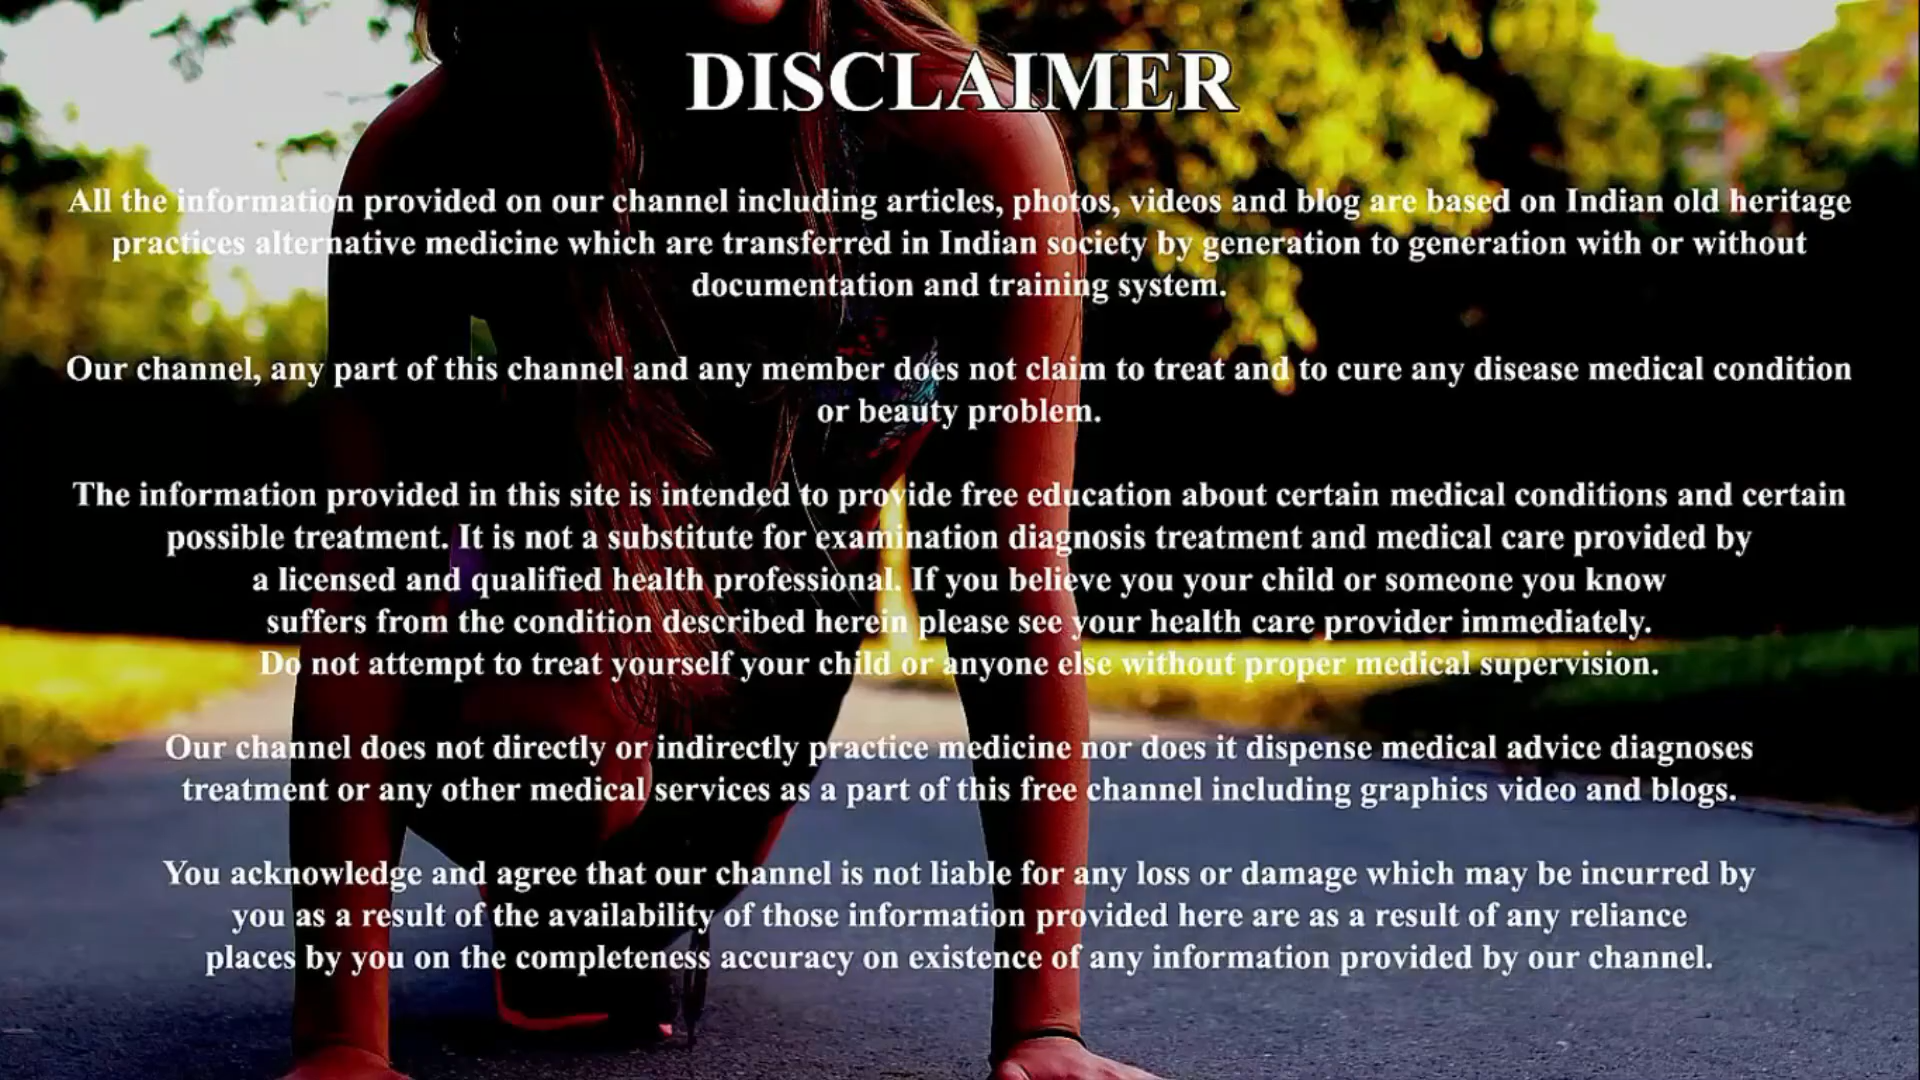 DISCLAIMER
All the information provided on our channel including articles, photos, videos and blog are based on Indian old heritage
practices alternative medicine which are transferred in Indian society by generation to generation with or without
documentation and training system.
Our channel, any part of this channel and any member does not claim to treat and to cure any disease medical condition
or beauty problem.
The information provided in this site is intended to provide free education about certain medical conditions and certain
possible treatment. It is not a substitute for examination diagnosis treatment and medical care provided by
a licensed and qualified health professional. If you believe you your child or someone you know
suffers from the condition described herein please see your health care provider immediately.
Do not attempt to treat yourself your child or anyone else without proper medical supervision.
Our channel does not directly or indirectly practice medicine nor does it dispense medical advice diagnoses
treatment or any other medical services as a part of this free channel including graphics video and blogs.
You acknowledge and agree that our channel is not liable for any loss or damage which may be incurred by
you as a result of the availability of those information provided here are as a result of any reliance
places by you on the completeness accuracy on existence of any information provided by our channel.